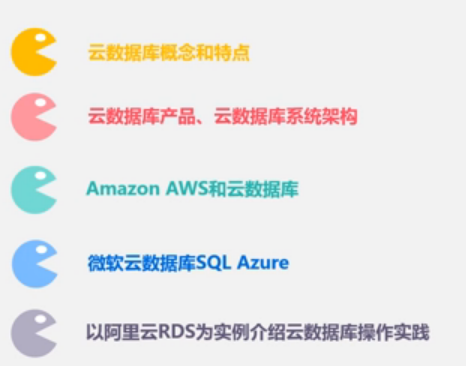 云数据库概念和特点
云数据库产品、云数据库系统架构
Amazon AWS和云数据库
微软云数据库SQL Azure
以阿里云RDS为实例介绍云数据库操作实践